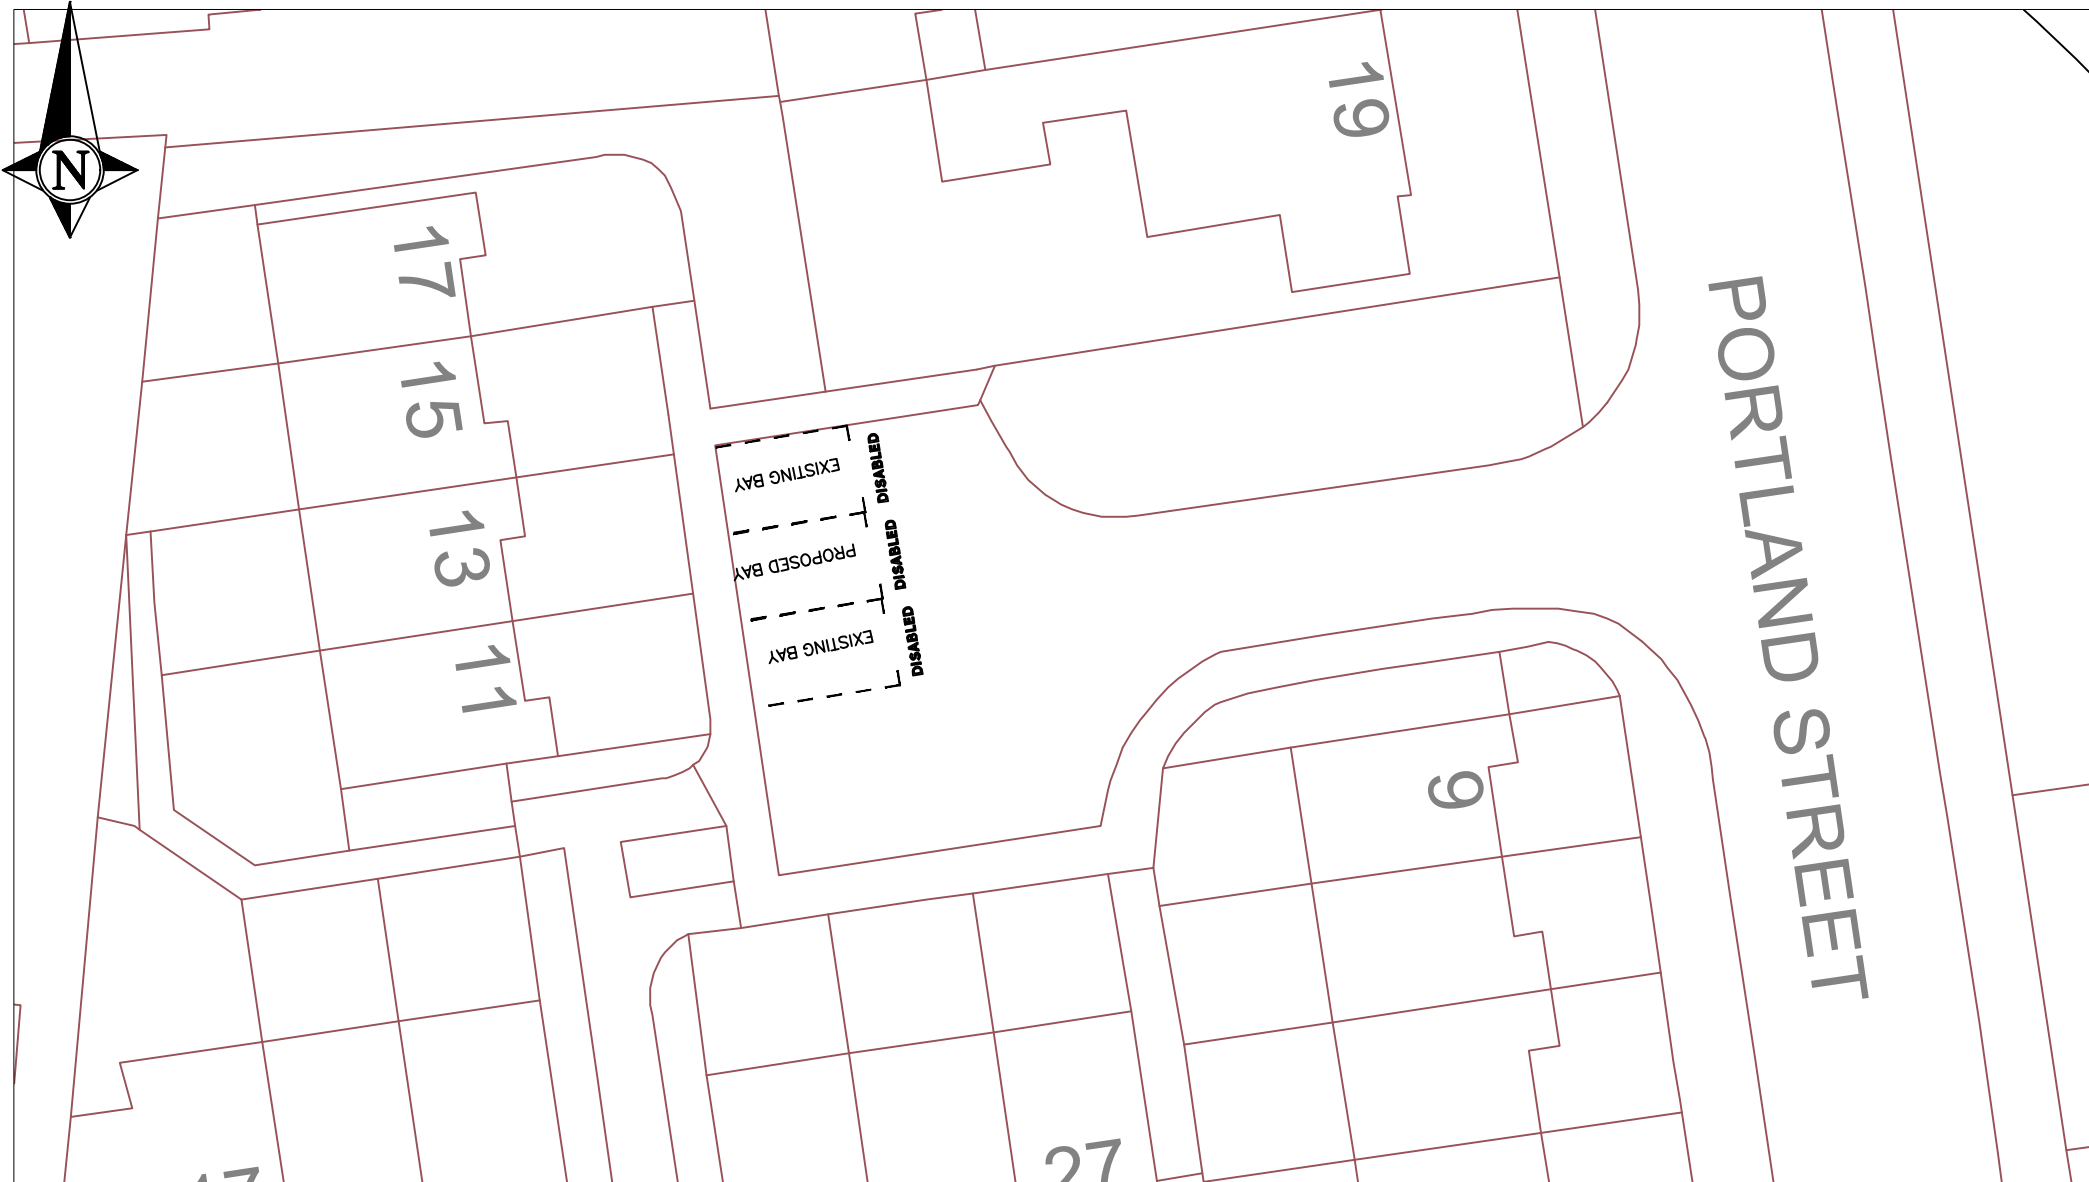 N
19
17
15
13
11
EXISTING BAY
DISABLED
PROPOSED BAY
DISABLED
EXISTING BAY
DISABLED
PORTLAND STREET
9
27